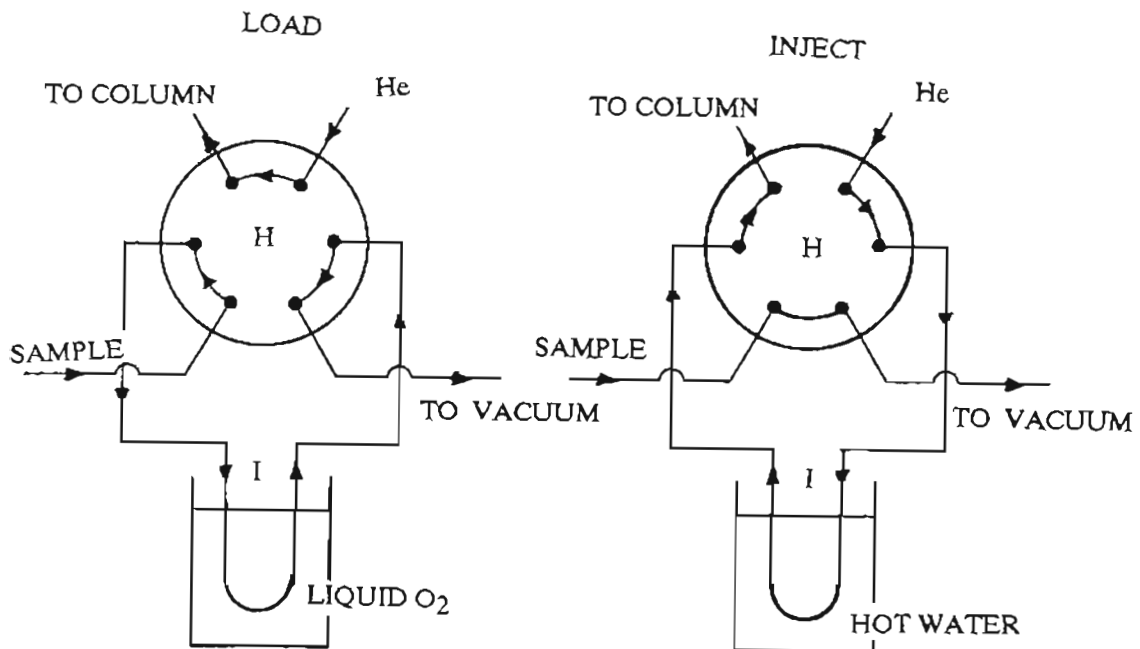 LOAD
TO COLUMN
He
H
SAMPLE
TO VACUUM
I
LIQUID O2
INJECT
TO COLUMN
He
H
SAMPLE
TO VACUUM
I
HOT WATER